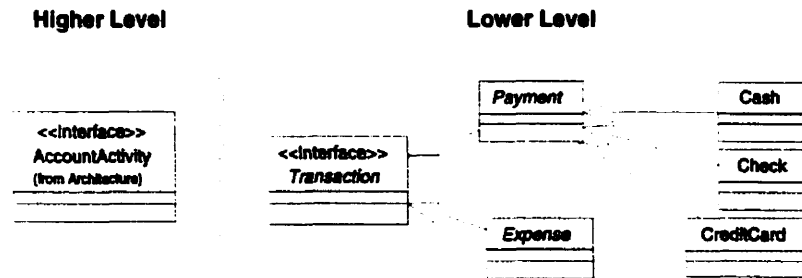 Higher Level
Lower Level
<<Interface>>
AccountActivity
(from Architecture)
<<Interface>>
Transaction
Payment
Expense
Cash
Check
CreditCard